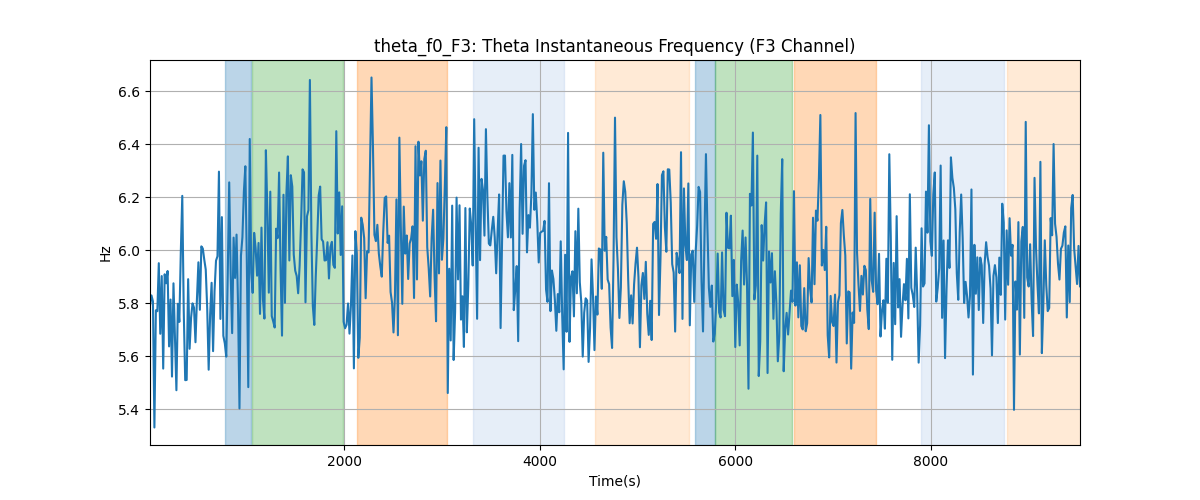 theta_f0_F3: Theta Instantaneous Frequency (F3 Channel)
6.6
6.4
6.2
6.0
5.8
5.6
5.4
Hz
2000 4000 6000 8000
Time(s)